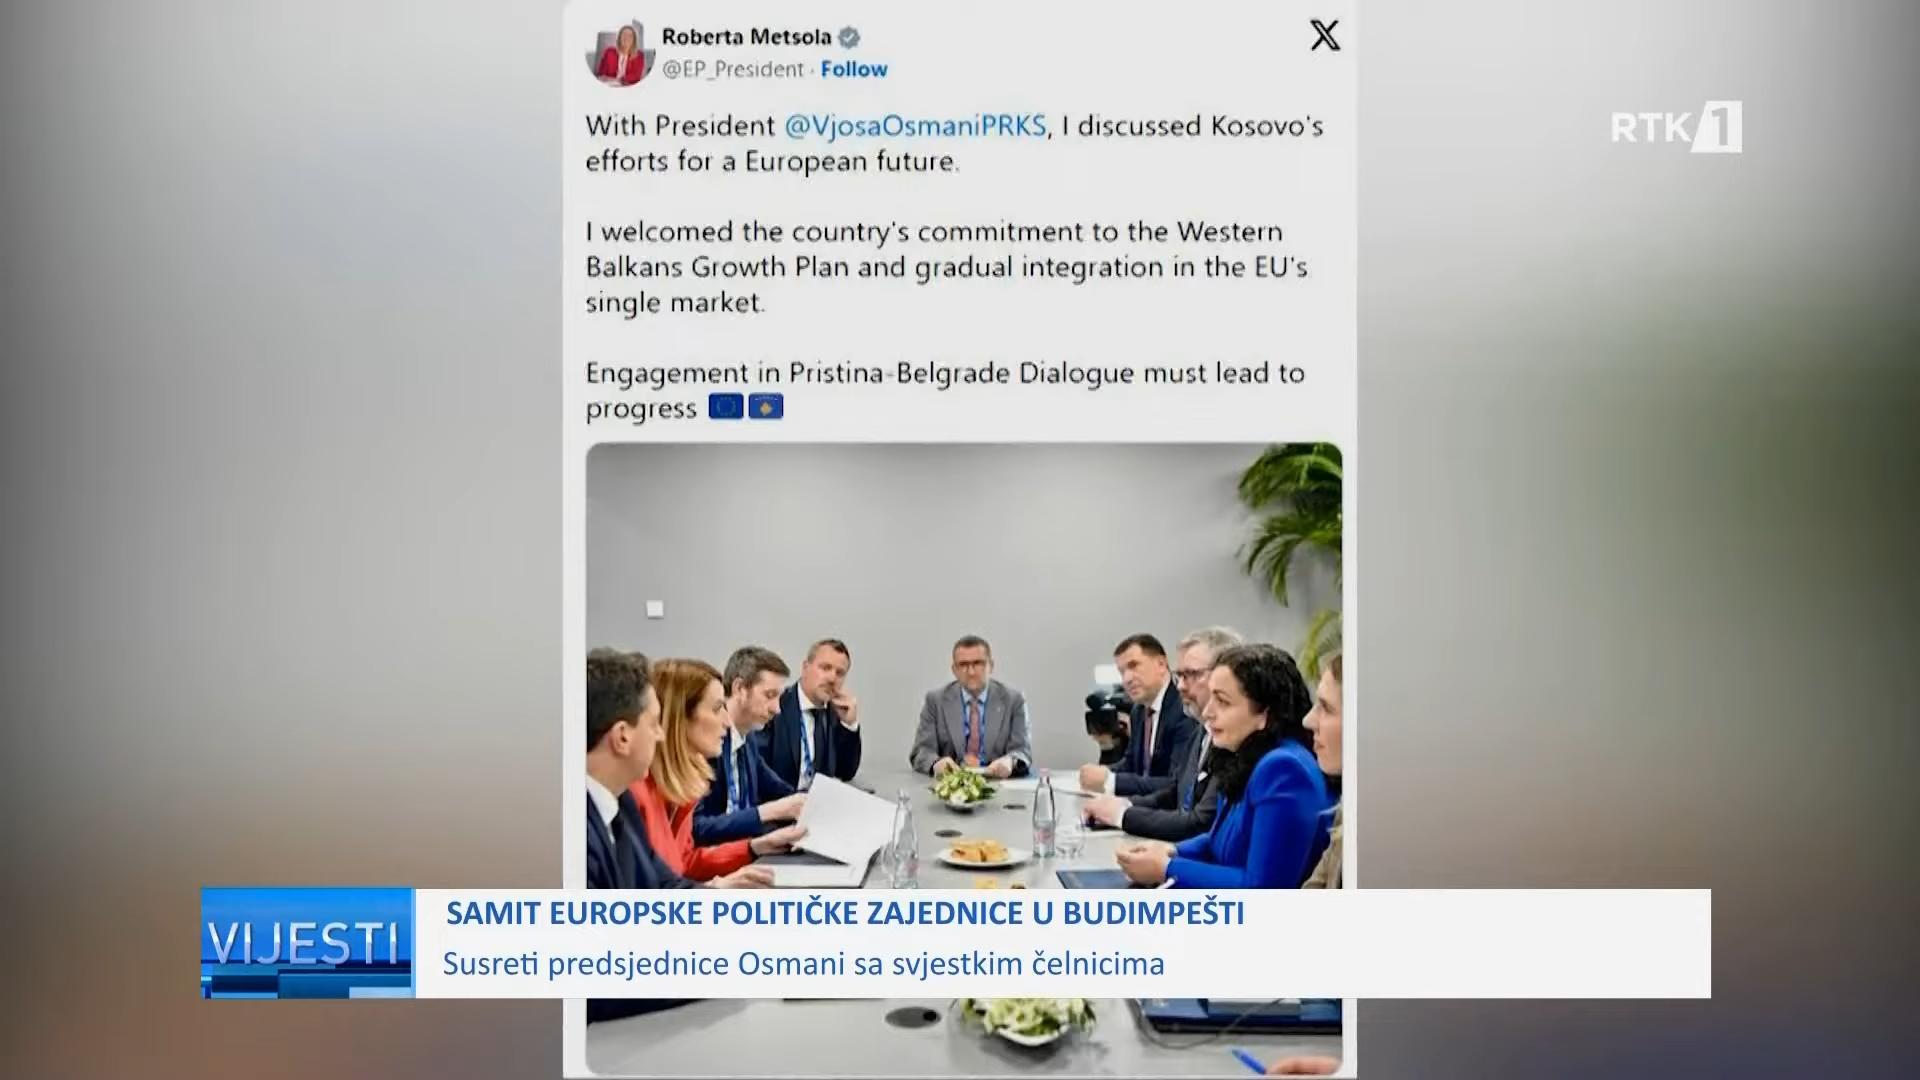 Roberta Metsola
@EP_President · Follow
With President @VjosaOsmaniPRKS, I discussed Kosovo's
efforts for a European future.
I welcomed the country's commitment to the Western
Balkans Growth Plan and gradual integration in the EU's
single market.
Engagement in Pristina-Belgrade Dialogue must lead to
progress
RTK 1
VIJESTI
SAMIT EUROPSKE POLITIČKE ZAJEDNICE U BUDIMPEŠTI
Susreti predsjednice Osmani sa svjestkim čelnicima